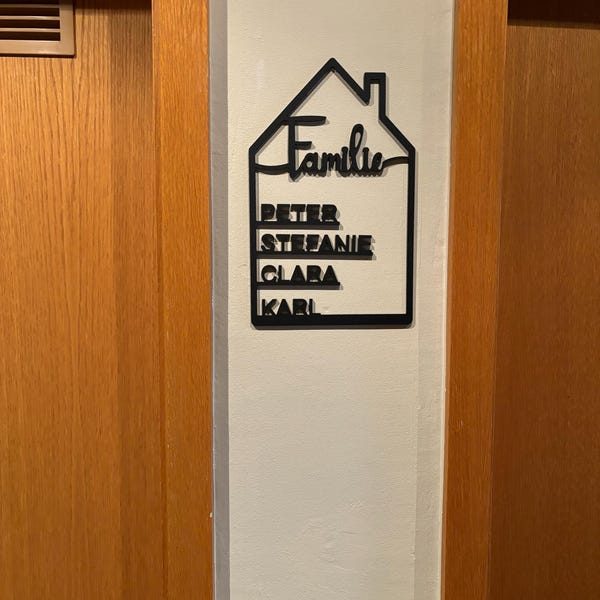 Familie
PETER
STEFANIE
CLARA
KARL